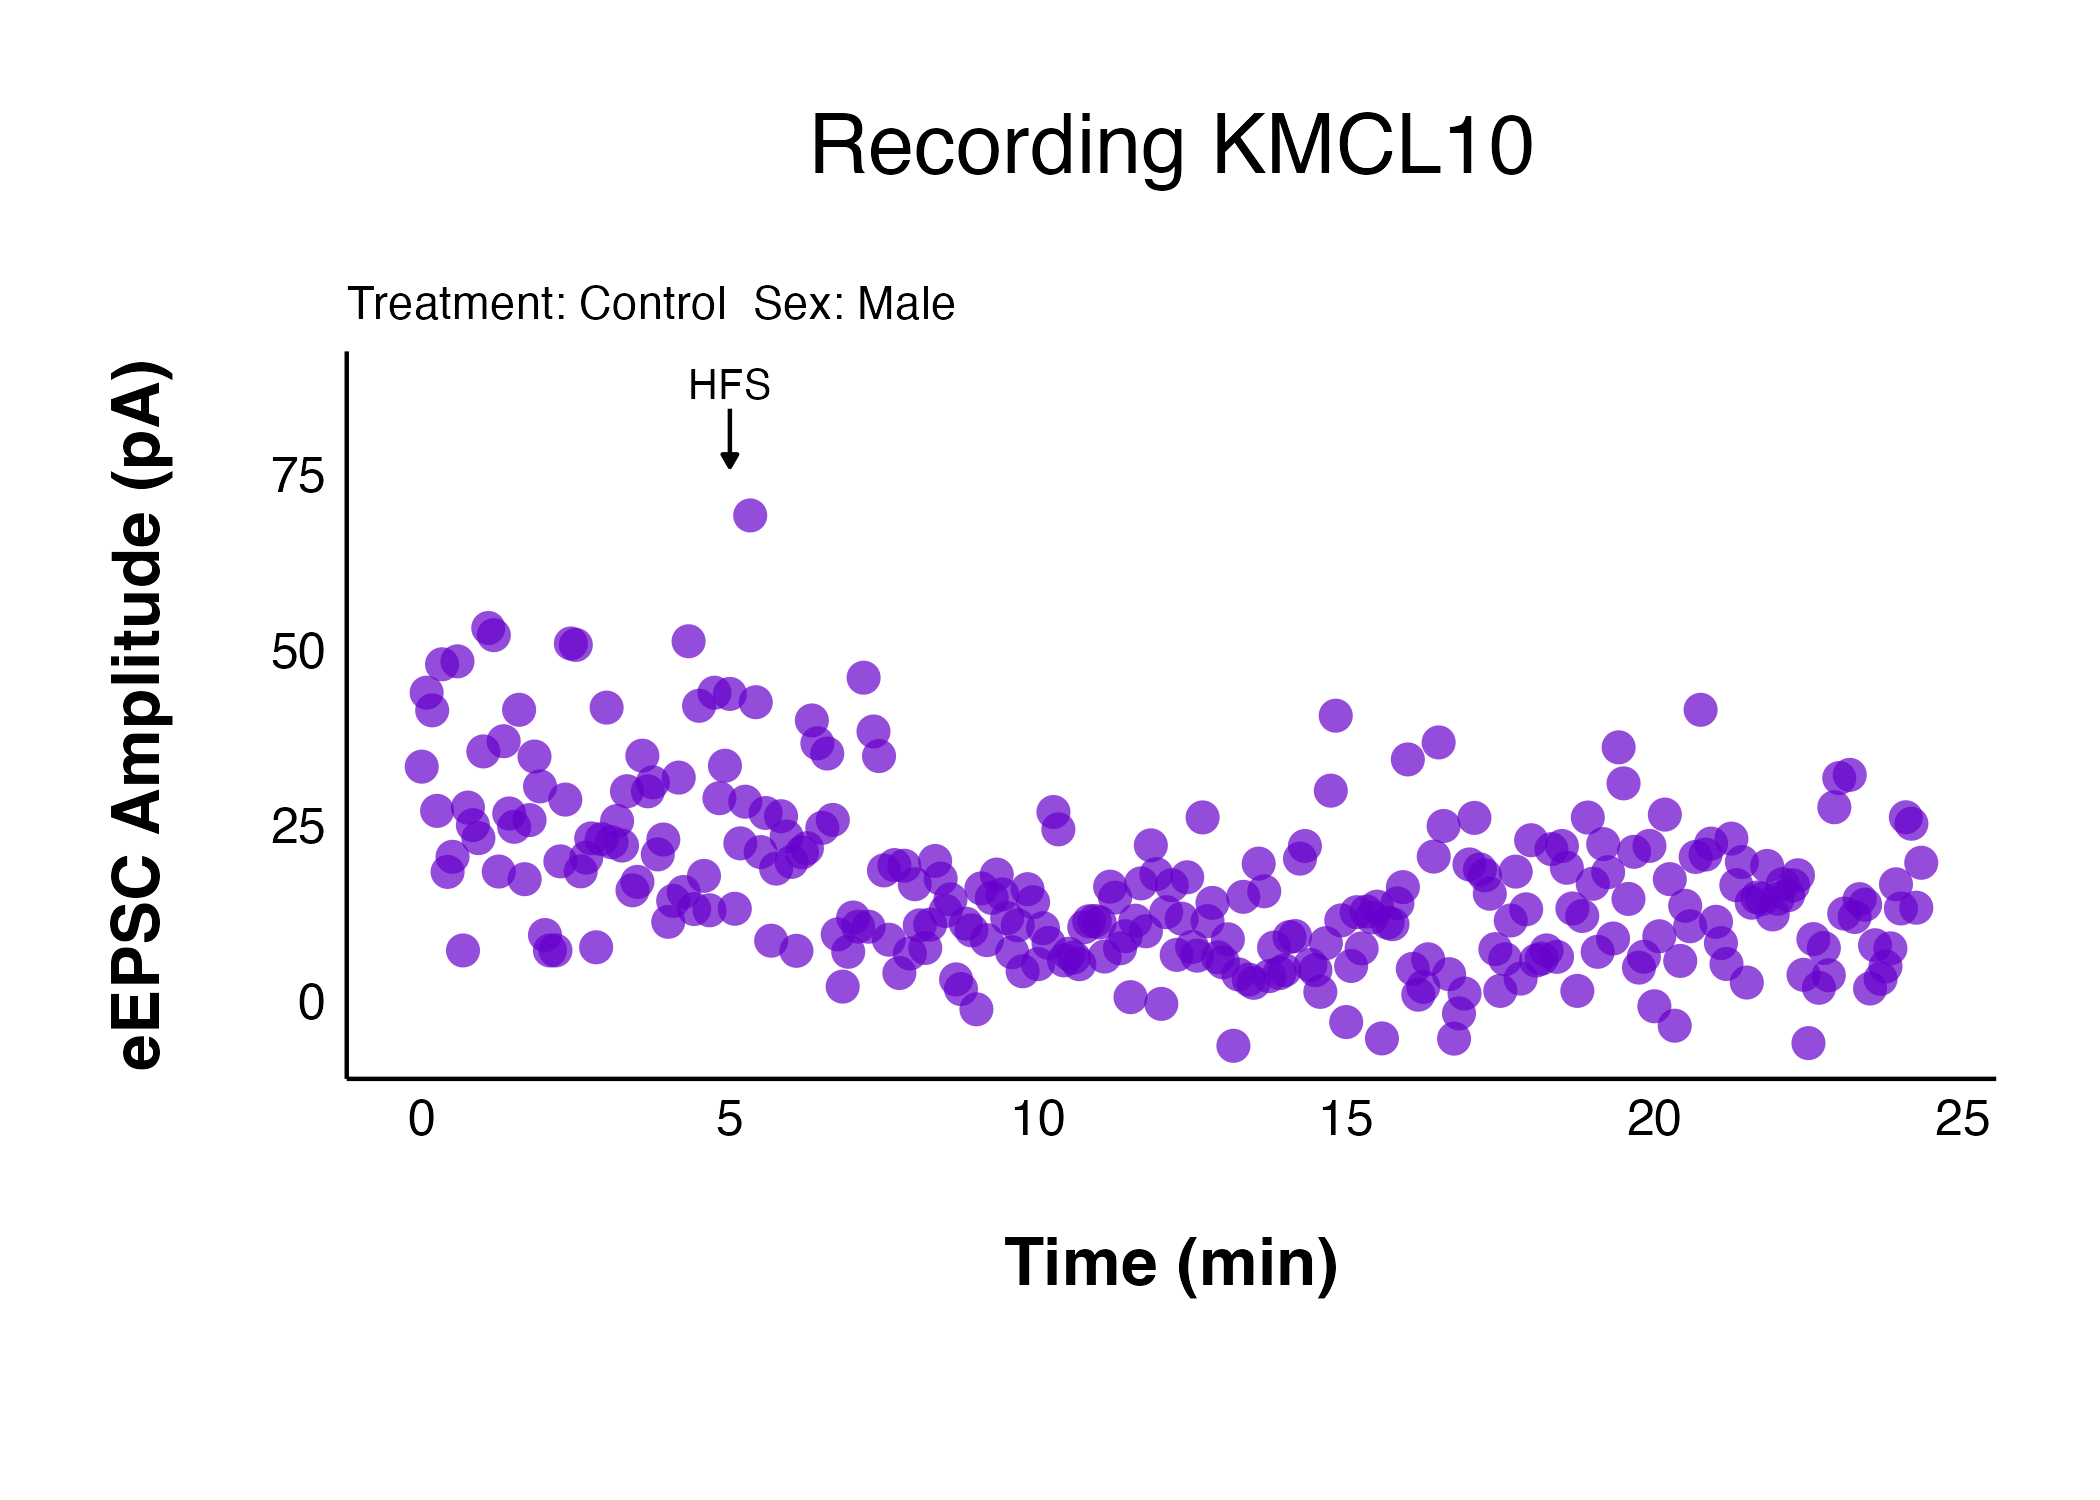 Recording KMCL10
Treatment: Control  Sex: Male
HFS
eEPSC Amplitude (pA)
75
50
25
0
0 5 10 15 20 25
Time (min)